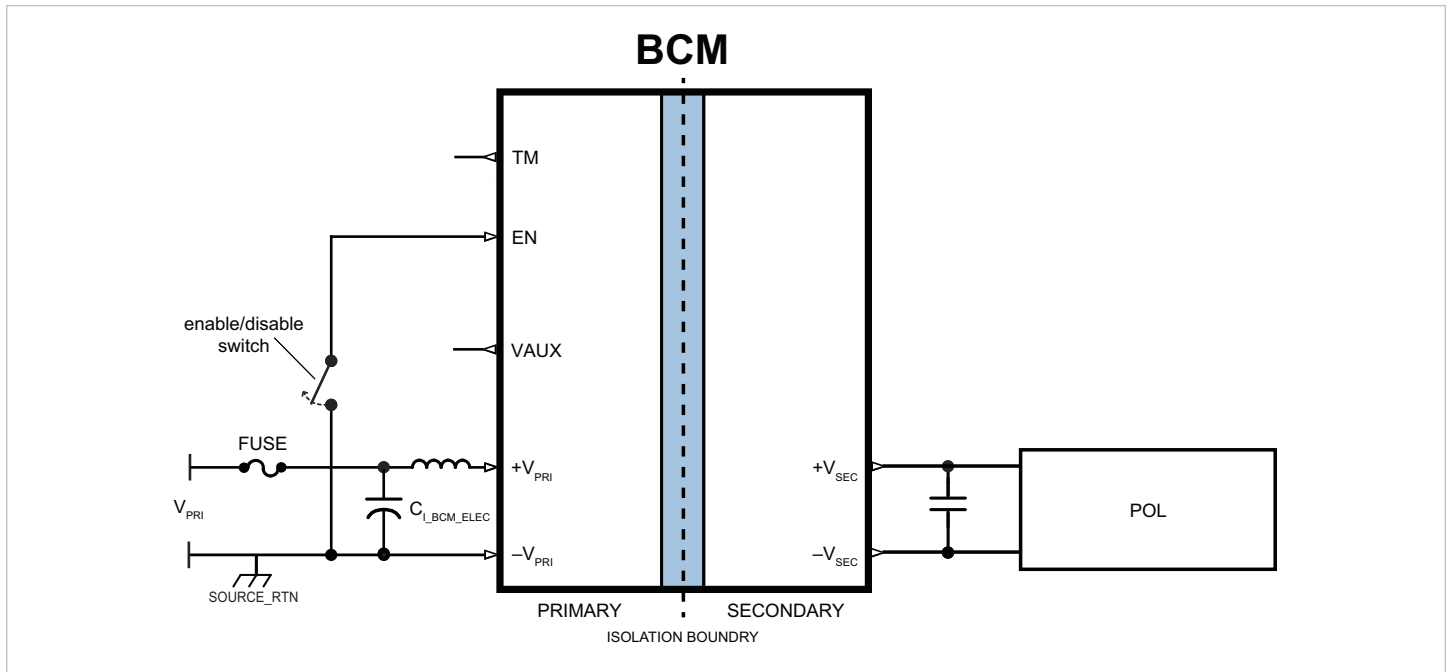 BCM
TM
EN
enable/disable
switch
VAUX
FUSE
+VPRI
+VSEC
VPRI
CI_BCM_ELEC
POL
–VPRI
–VSEC
SOURCE_RTN
PRIMARY
SECONDARY
ISOLATION BOUNDRY